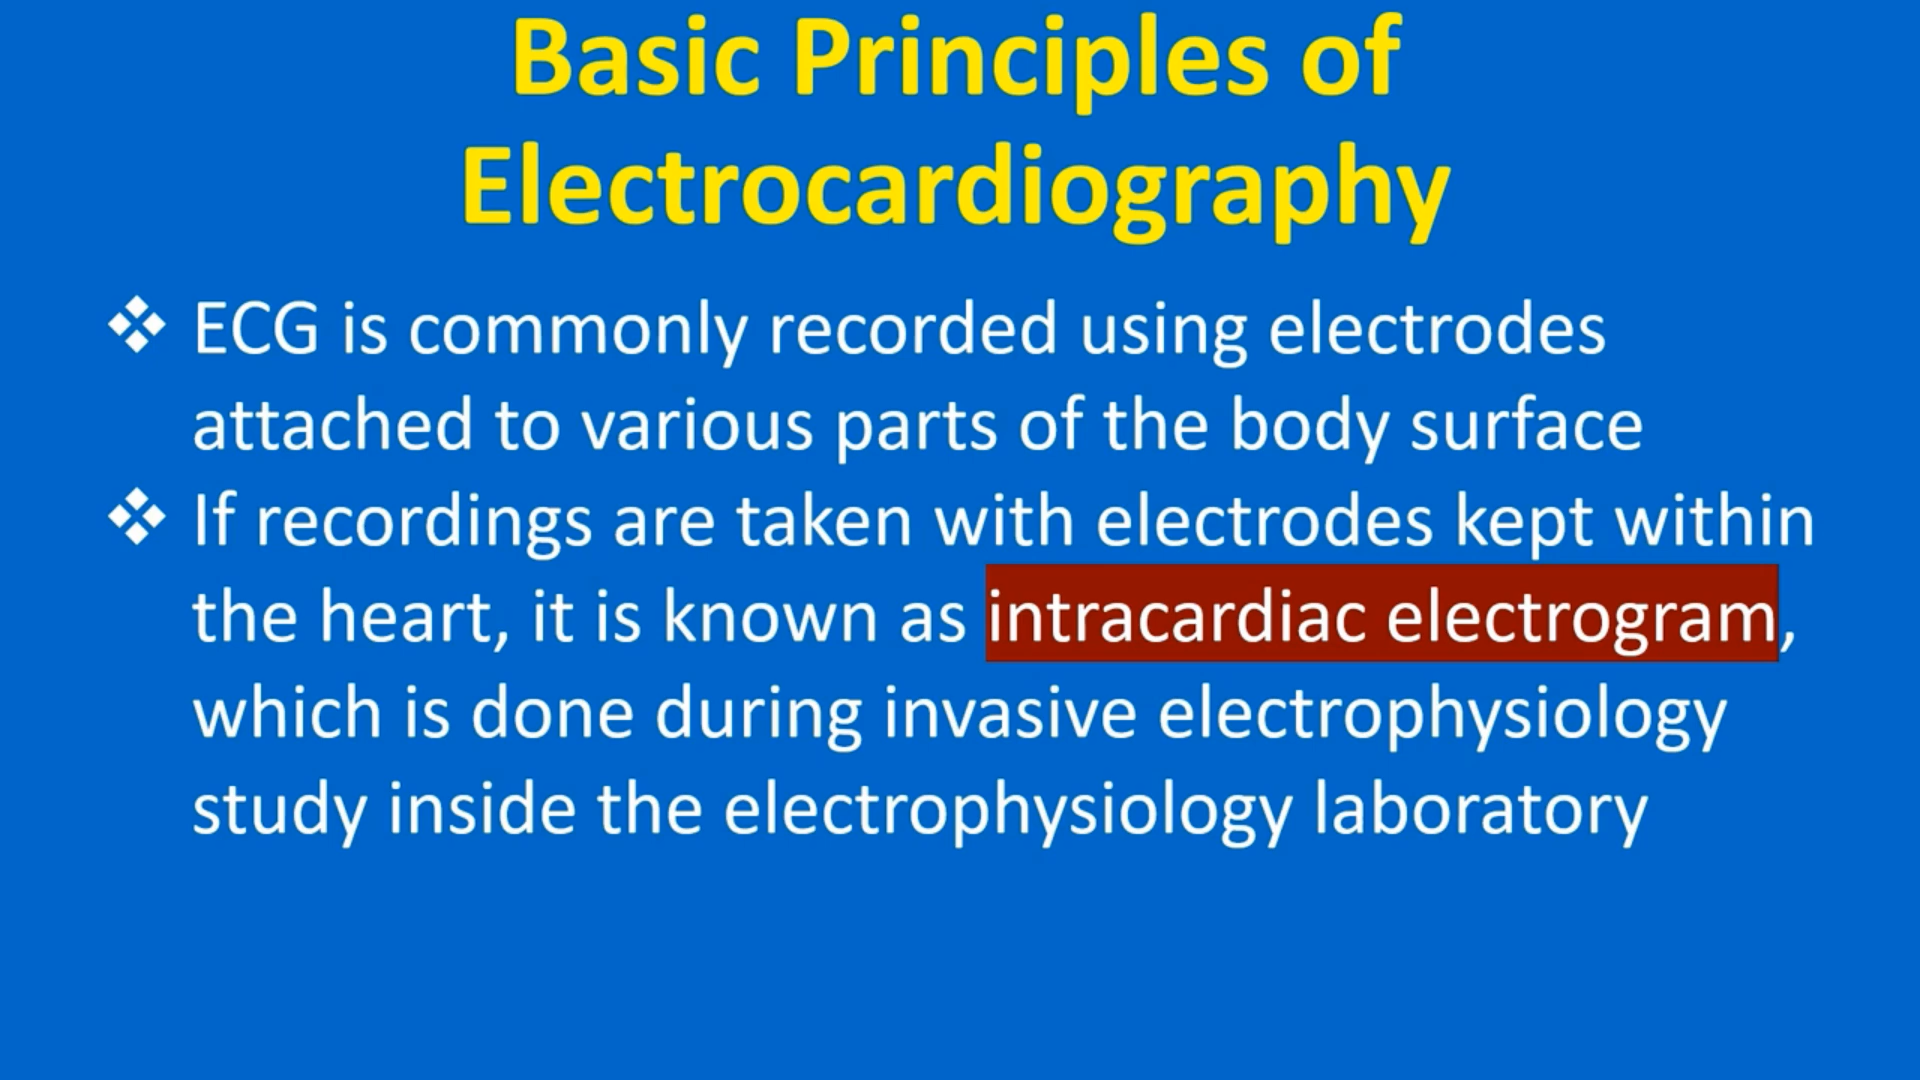 Basic Principles of
Electrocardiography
❖ ECG is commonly recorded using electrodes
attached to various parts of the body surface
❖ If recordings are taken with electrodes kept within
the heart, it is known as intracardiac electrogram,
which is done during invasive electrophysiology
study inside the electrophysiology laboratory